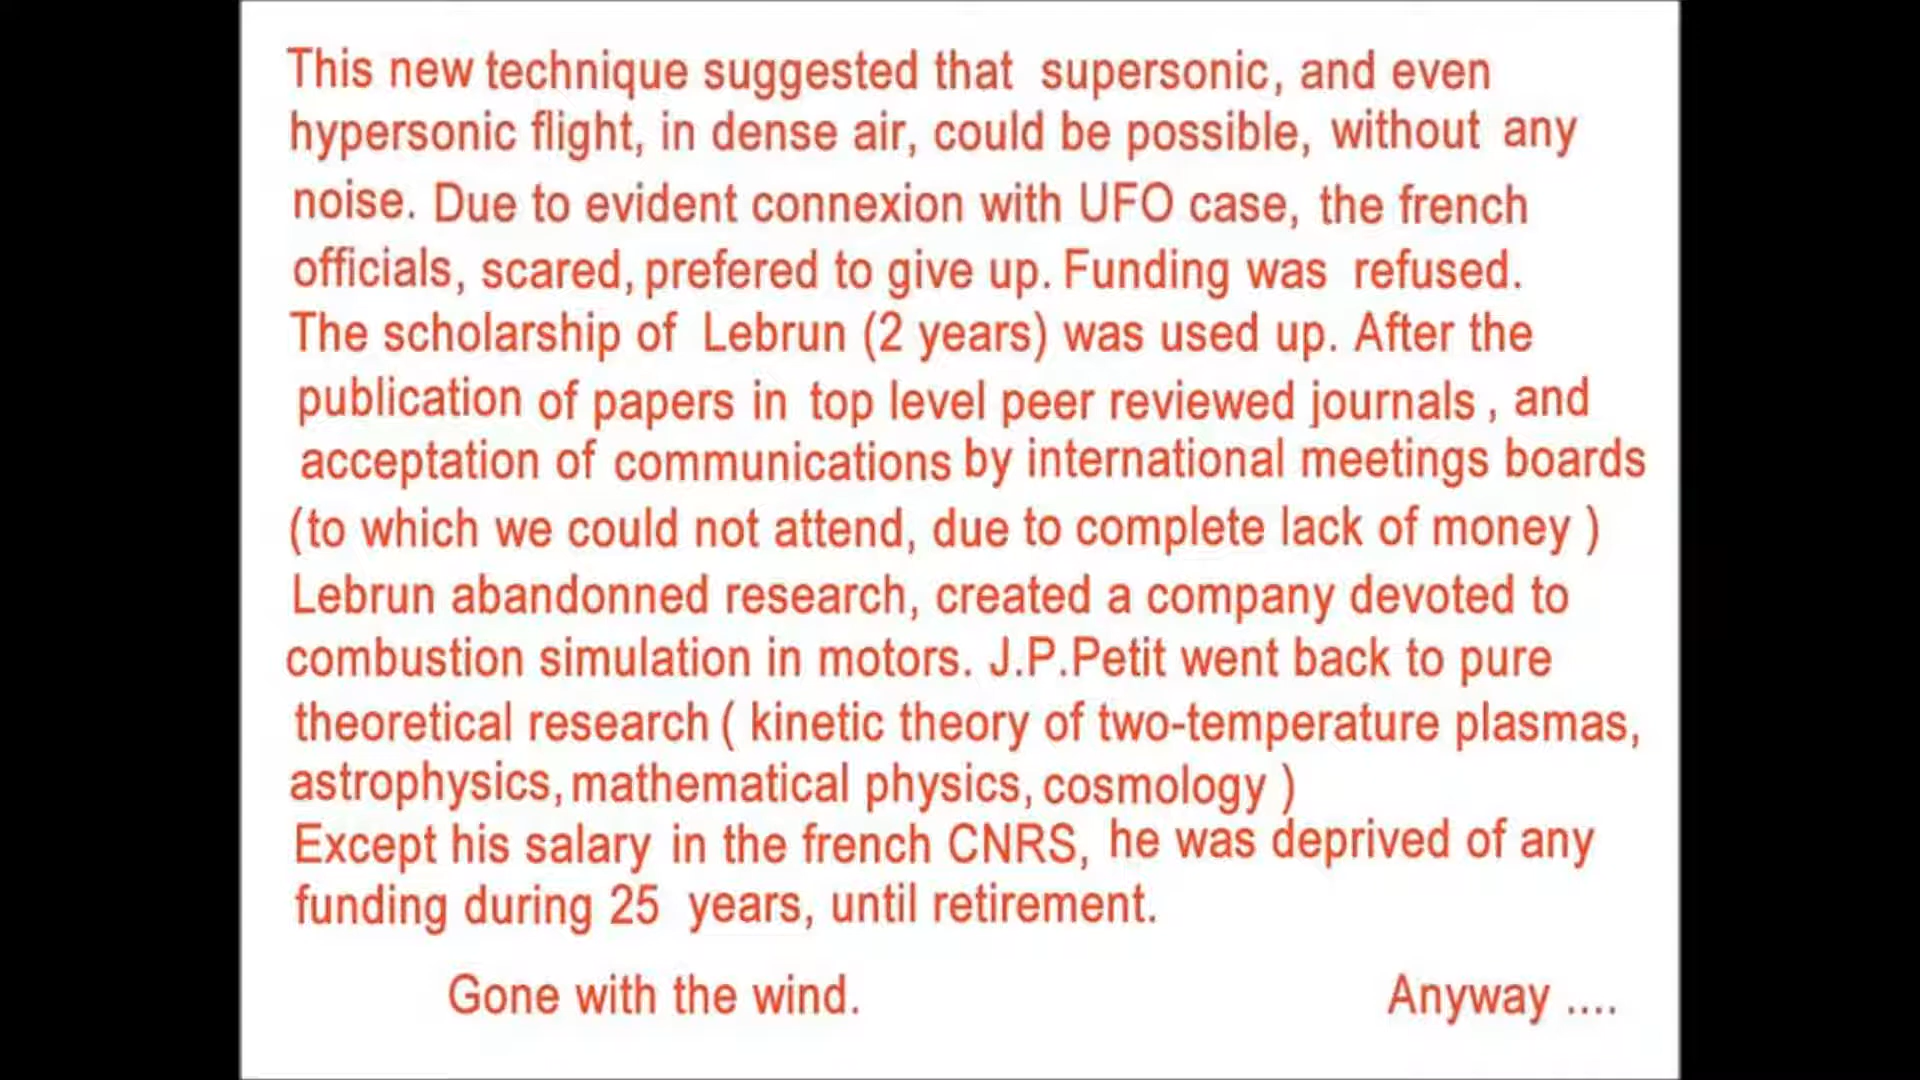 This new technique suggested that supersonic, and even
hypersonic flight, in dense air, could be possible, without any
noise. Due to evident connexion with UFO case, the french
officials, scared, prefered to give up. Funding was refused.
The scholarship of Lebrun (2 years) was used up. After the
publication of papers in top level peer reviewed journals , and
acceptation of communications by international meetings boards
(to which we could not attend, due to complete lack of money )
Lebrun abandonned research, created a company devoted to
combustion simulation in motors. J.P.Petit went back to pure
theoretical research ( kinetic theory of two-temperature plasmas,
astrophysics, mathematical physics, cosmology )
Except his salary in the french CNRS, he was deprived of any
funding during 25 years, until retirement.
Gone with the wind. Anyway ....